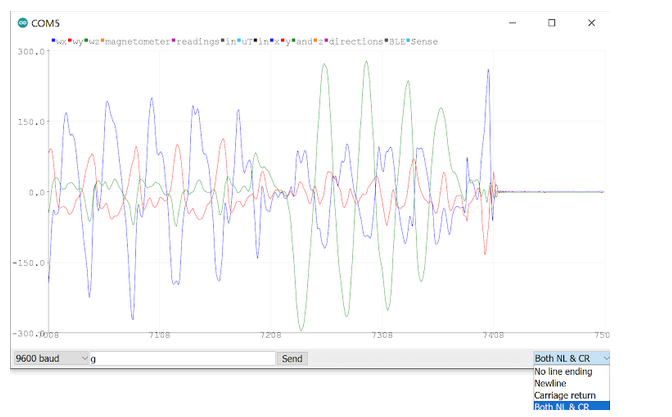 COM5
wx wy wz magnetometer readings in uT in x y and z directions BLE Sense
300.0
150.0
0.0
-150.0
-300.0
7008 7108 7208 7308 7408 750
9600 baud g Send Both NL & CR
No line ending
Newline
Carriage return
Both NL & CR